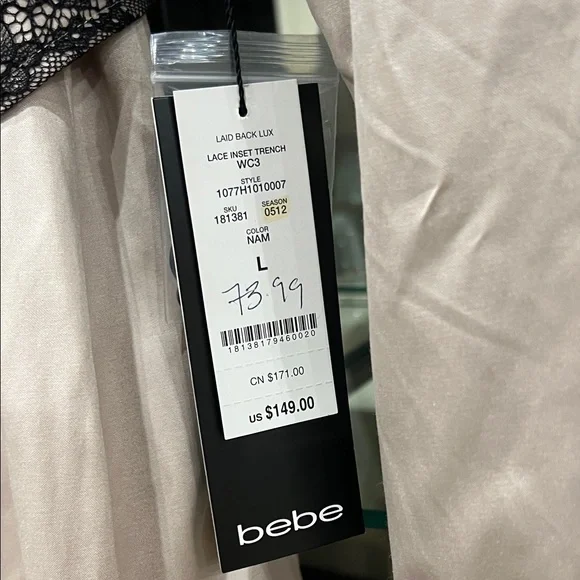 LAID BACK LUX
LACE INSET TRENCH
WC3
STYLE
1077H1010007
SKU SEASON
181381 0512
COLOR
NAM
L
73.99
18138179460020
CN $171.00
US $149.00
bebe